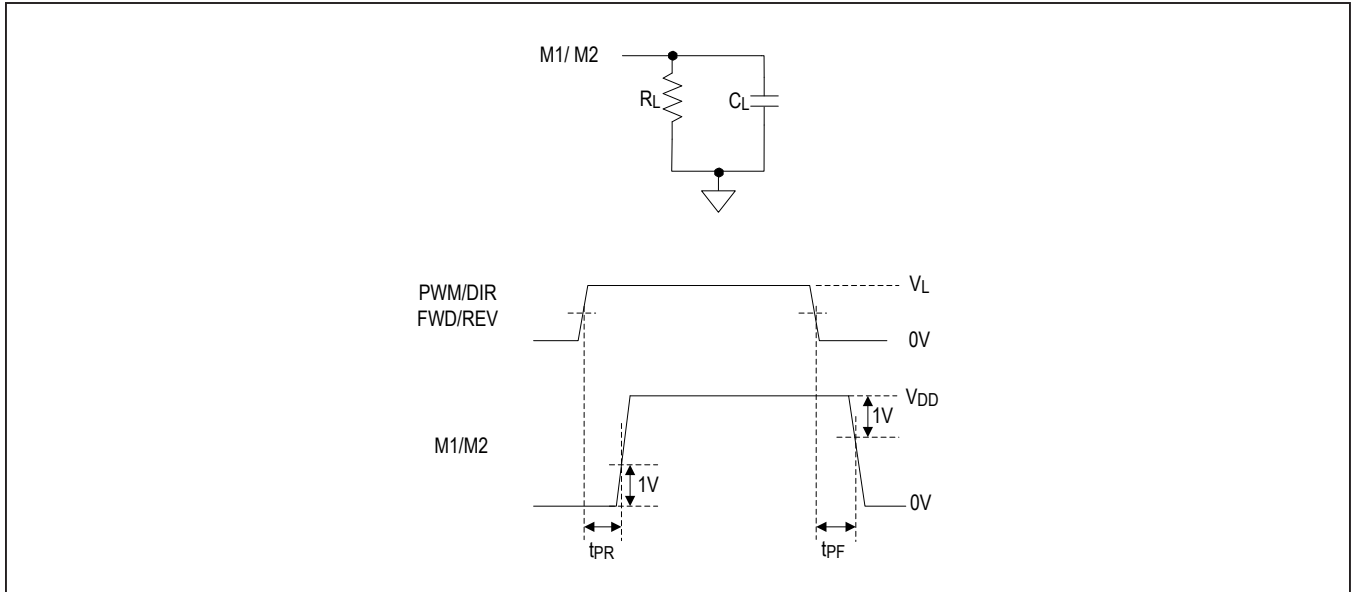 M1/ M2
RL
CL
PWM/DIR
FWD/REV
VL
0V
VDD
1V
M1/M2
1V
0V
tPR
tPF